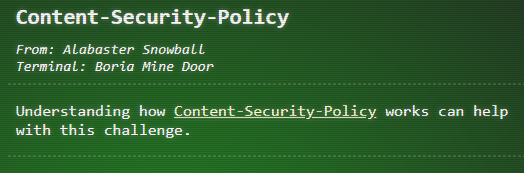 Content-Security-Policy
From: Alabaster Snowball
Terminal: Boria Mine Door
Understanding how Content-Security-Policy works can help
with this challenge.